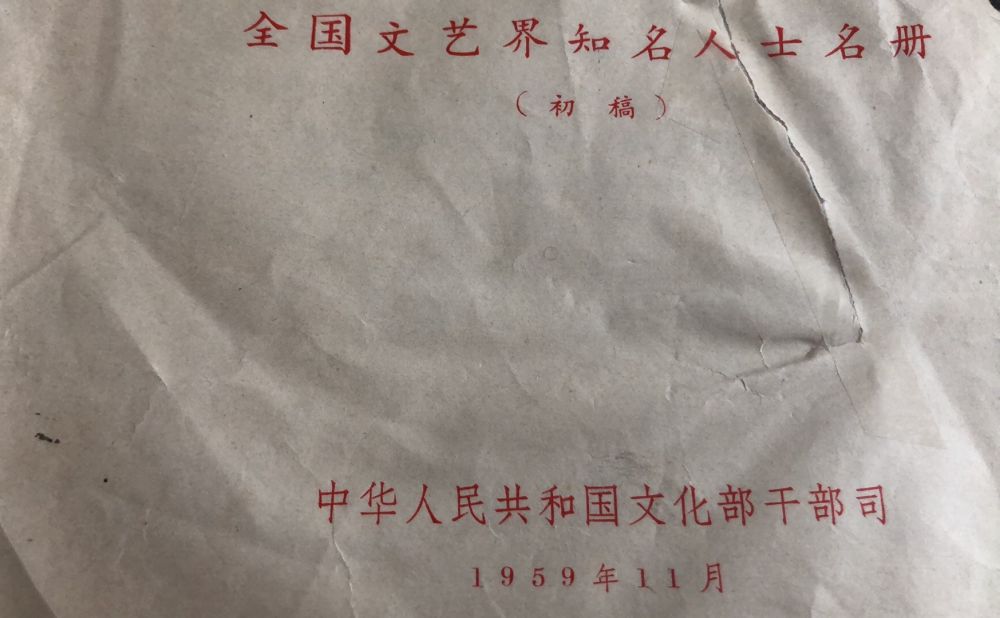 全国文艺界知名人士名册
（初稿）
中华人民共和国文化部干部司
1959年11月